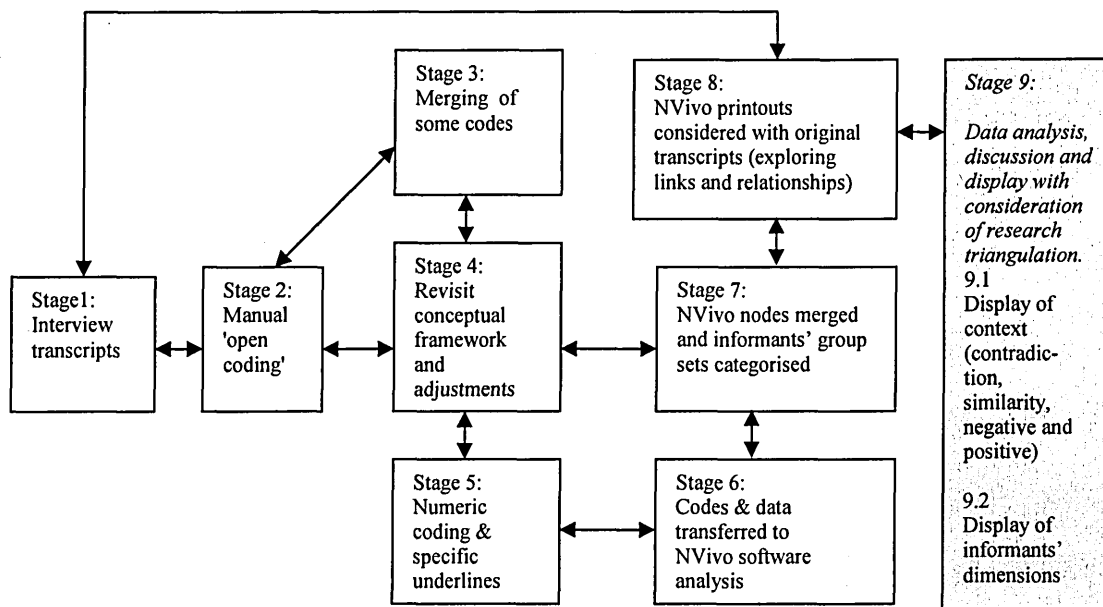 Stage1:
Interview
transcripts
Stage 2:
Manual
'open
coding'
Stage 3:
Merging of
some codes
Stage 4:
Revisit
conceptual
framework
and
adjustments
Stage 5:
Numeric
coding &
specific
underlines
Stage 6:
Codes & data
transferred to
NVivo software
analysis
Stage 7:
NVivo nodes merged
and informants' group
sets categorised
Stage 8:
NVivo printouts
considered with original
transcripts (exploring
links and relationships)
Stage 9:
Data analysis,
discussion and
display with
consideration
of research
triangulation.
9.1
Display of
context
(contradic-
tion,
similarity,
negative and
positive)
9.2
Display of
informants'
dimensions